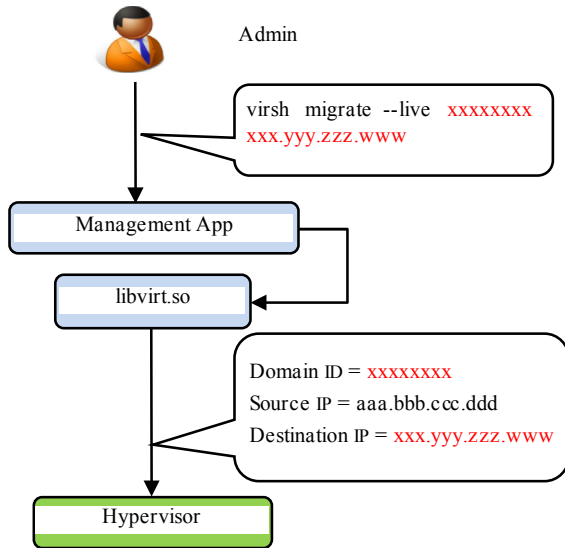 Admin
virsh migrate --live xxxxxxxx
xxx.yyy.zzz.www
Management App
libvirt.so
Domain ID = xxxxxxxx
Source IP = aaa.bbb.ccc.ddd
Destination IP = xxx.yyy.zzz.www
Hypervisor